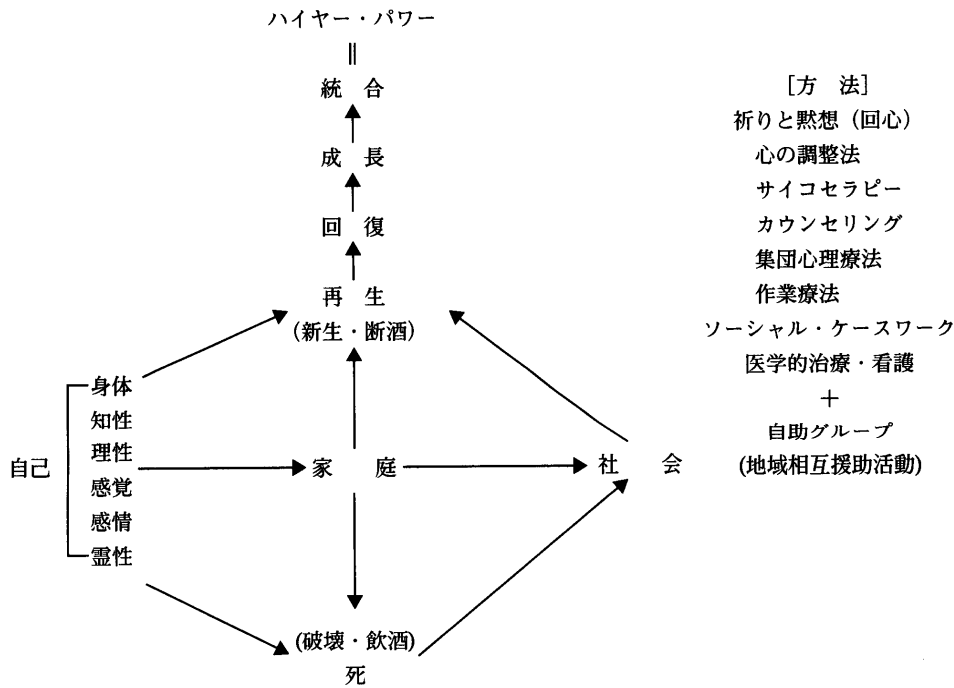 ハイヤー・パワー
||
統 合
成 長
回 復
再 生
(新生・断酒)
自己
身体
知性
理性
感覚
感情
霊性
家 庭
社 会
(破壊・飲酒)
死
[方 法]
祈りと黙想(回心)
心の調整法
サイコセラピー
カウンセリング
集団心理療法
作業療法
ソーシャル・ケースワーク
医学的治療・看護
+
自助グループ
(地域相互援助活動)